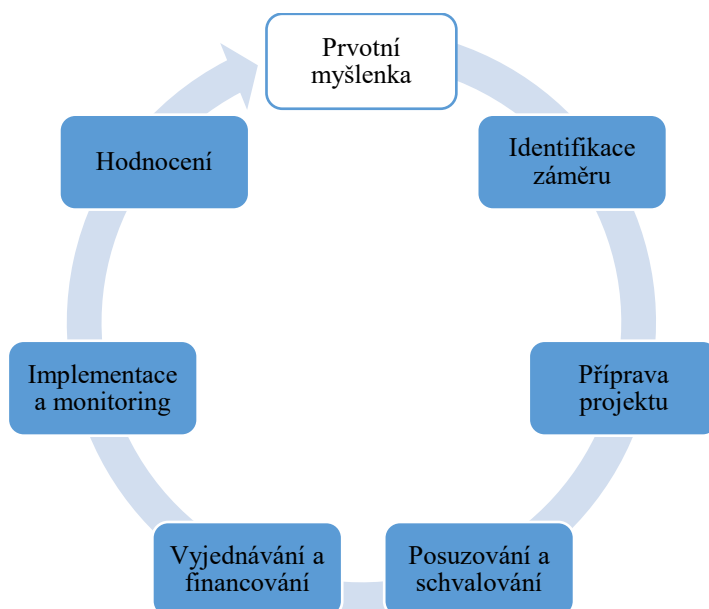 Prvotní
myšlenka
Identifikace
záměru
Příprava
projektu
Posuzování a
schvalování
Vyjednávání a
financování
Implementace
a monitoring
Hodnocení